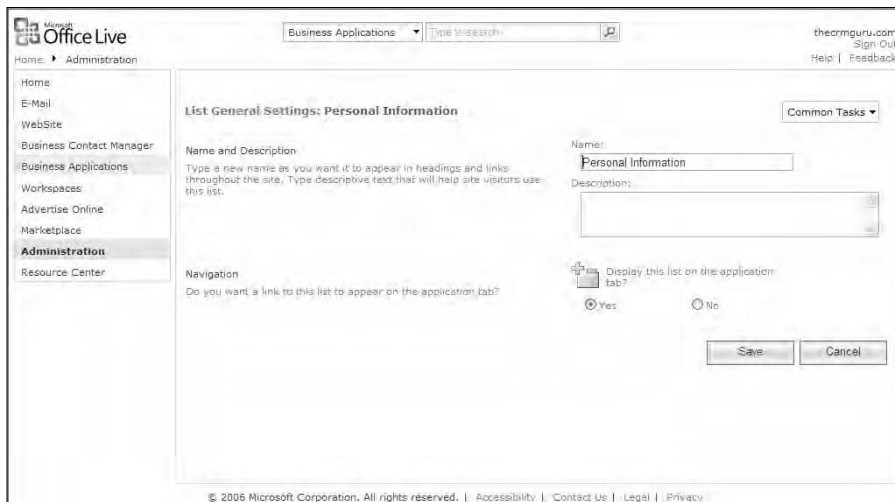 Microsoft
Office Live
Business Applications
Type to search
thecrmguru.com
Sign Out
Home Administration
Help | Feedback
Home
E-Mail
WebSite
Business Contact Manager
Business Applications
Workspaces
Advertise Online
Marketplace
Administration
Resource Center
List General Settings: Personal Information
Common Tasks
Name and Description
Type a new name as you want it to appear in headings and links
throughout the site. Type descriptive text that will help site visitors use
this list.
Name:
Personal Information
Description:
Navigation
Do you want a link to this list to appear on the application tab?
Display this list on the application
tab?
Yes
No
Save
Cancel
© 2006 Microsoft Corporation. All rights reserved. | Accessibility | Contact Us | Legal | Privacy